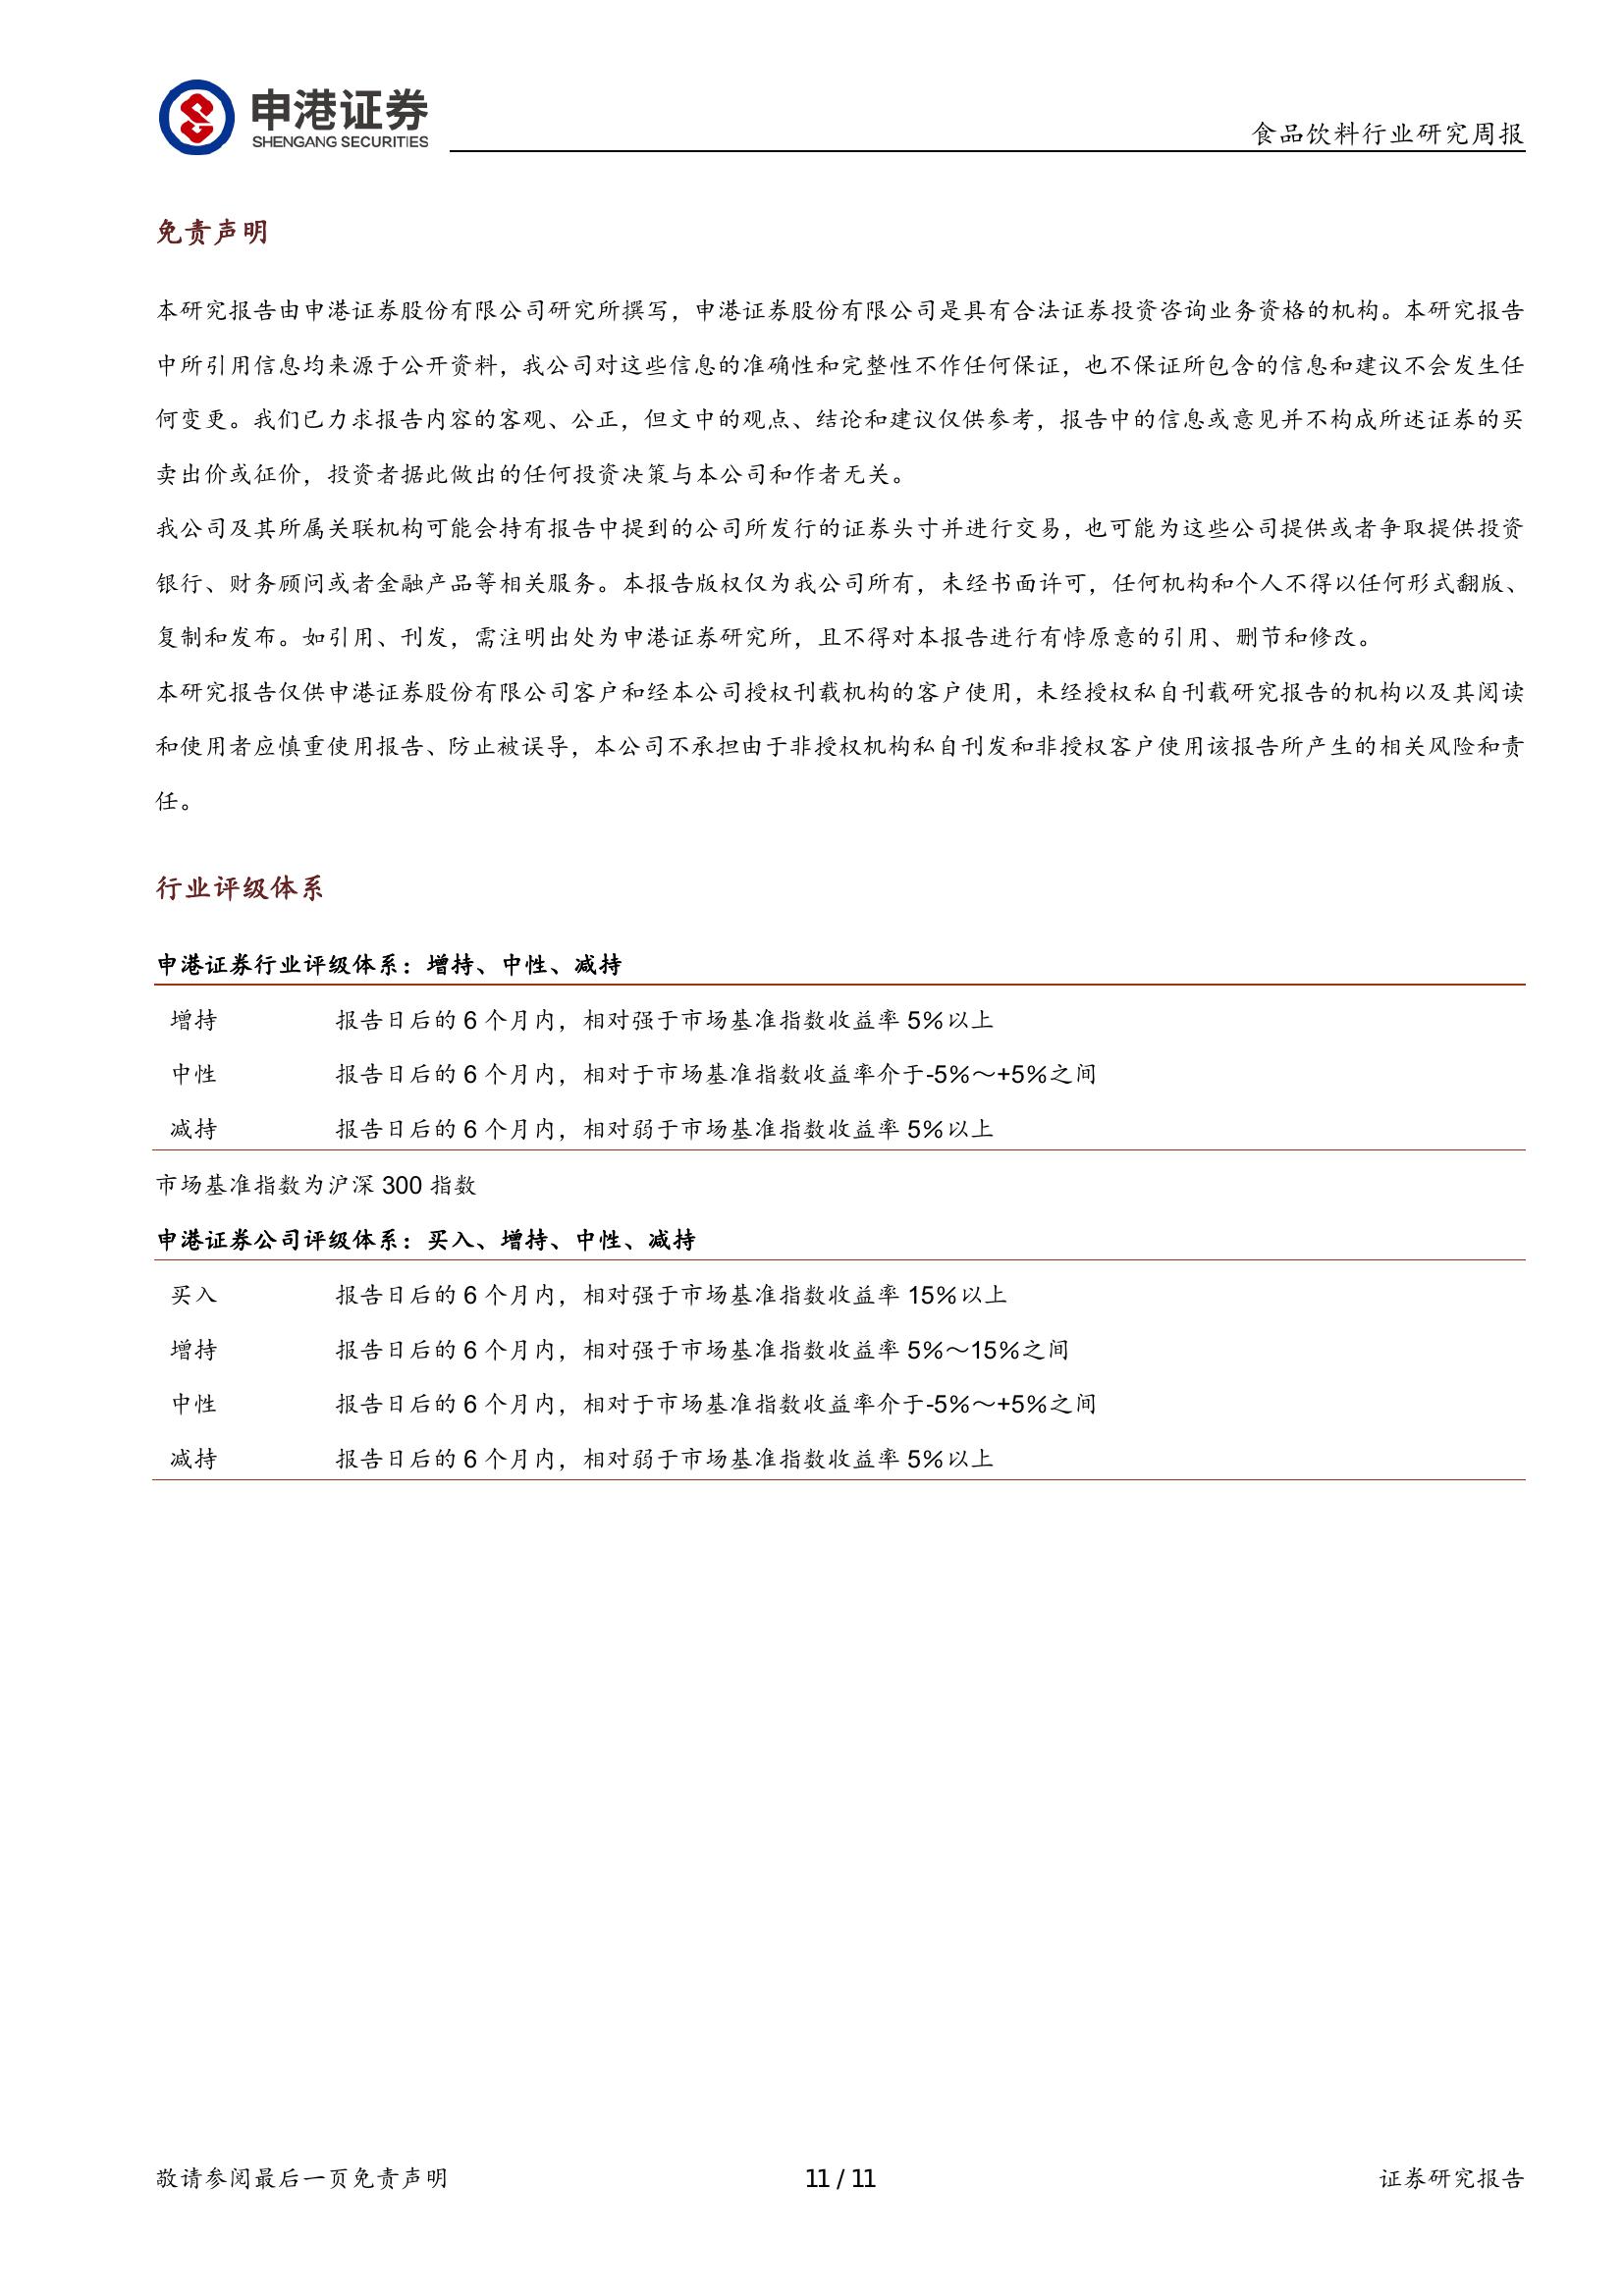 申港证券
SHENGANG SECURITIES
食品饮料行业研究周报
免责声明
本研究报告由申港证券股份有限公司研究所撰写，申港证券股份有限公司是具有合法证券投资咨询业务资格的机构。本研究报告
中所引用信息均来源于公开资料，我公司对这些信息的准确性和完整性不作任何保证，也不保证所包含的信息和建议不会发生任
何变更。我们已力求报告内容的客观、公正，但文中的观点、结论和建议仅供参考，报告中的信息或意见并不构成所述证券的买
卖出价或征价，投资者据此做出的任何投资决策与本公司和作者无关。
我公司及其所属关联机构可能会持有报告中提到的公司所发行的证券头寸并进行交易，也可能为这些公司提供或者争取提供投资
银行、财务顾问或者金融产品等相关服务。本报告版权仅为我公司所有，未经书面许可，任何机构和个人不得以任何形式翻版、
复制和发布。如引用、刊发，需注明出处为申港证券研究所，且不得对本报告进行有悖原意的引用、删节和修改。
本研究报告仅供申港证券股份有限公司客户和经本公司授权刊载机构的客户使用，未经授权私自刊载研究报告的机构以及其阅读
和使用者应慎重使用报告、防止被误导，本公司不承担由于非授权机构私自刊发和非授权客户使用该报告所产生的相关风险和责
任。
行业评级体系
申港证券行业评级体系：增持、中性、减持
增持 报告日后的 6 个月内，相对强于市场基准指数收益率 5％以上
中性 报告日后的 6 个月内，相对于市场基准指数收益率介于-5％～+5％之间
减持 报告日后的 6 个月内，相对弱于市场基准指数收益率 5％以上
市场基准指数为沪深 300 指数
申港证券公司评级体系：买入、增持、中性、减持
买入 报告日后的 6 个月内，相对强于市场基准指数收益率 15％以上
增持 报告日后的 6 个月内，相对强于市场基准指数收益率 5％～15％之间
中性 报告日后的 6 个月内，相对于市场基准指数收益率介于-5％～+5％之间
减持 报告日后的 6 个月内，相对弱于市场基准指数收益率 5％以上
敬请参阅最后一页免责声明 11 / 11 证券研究报告